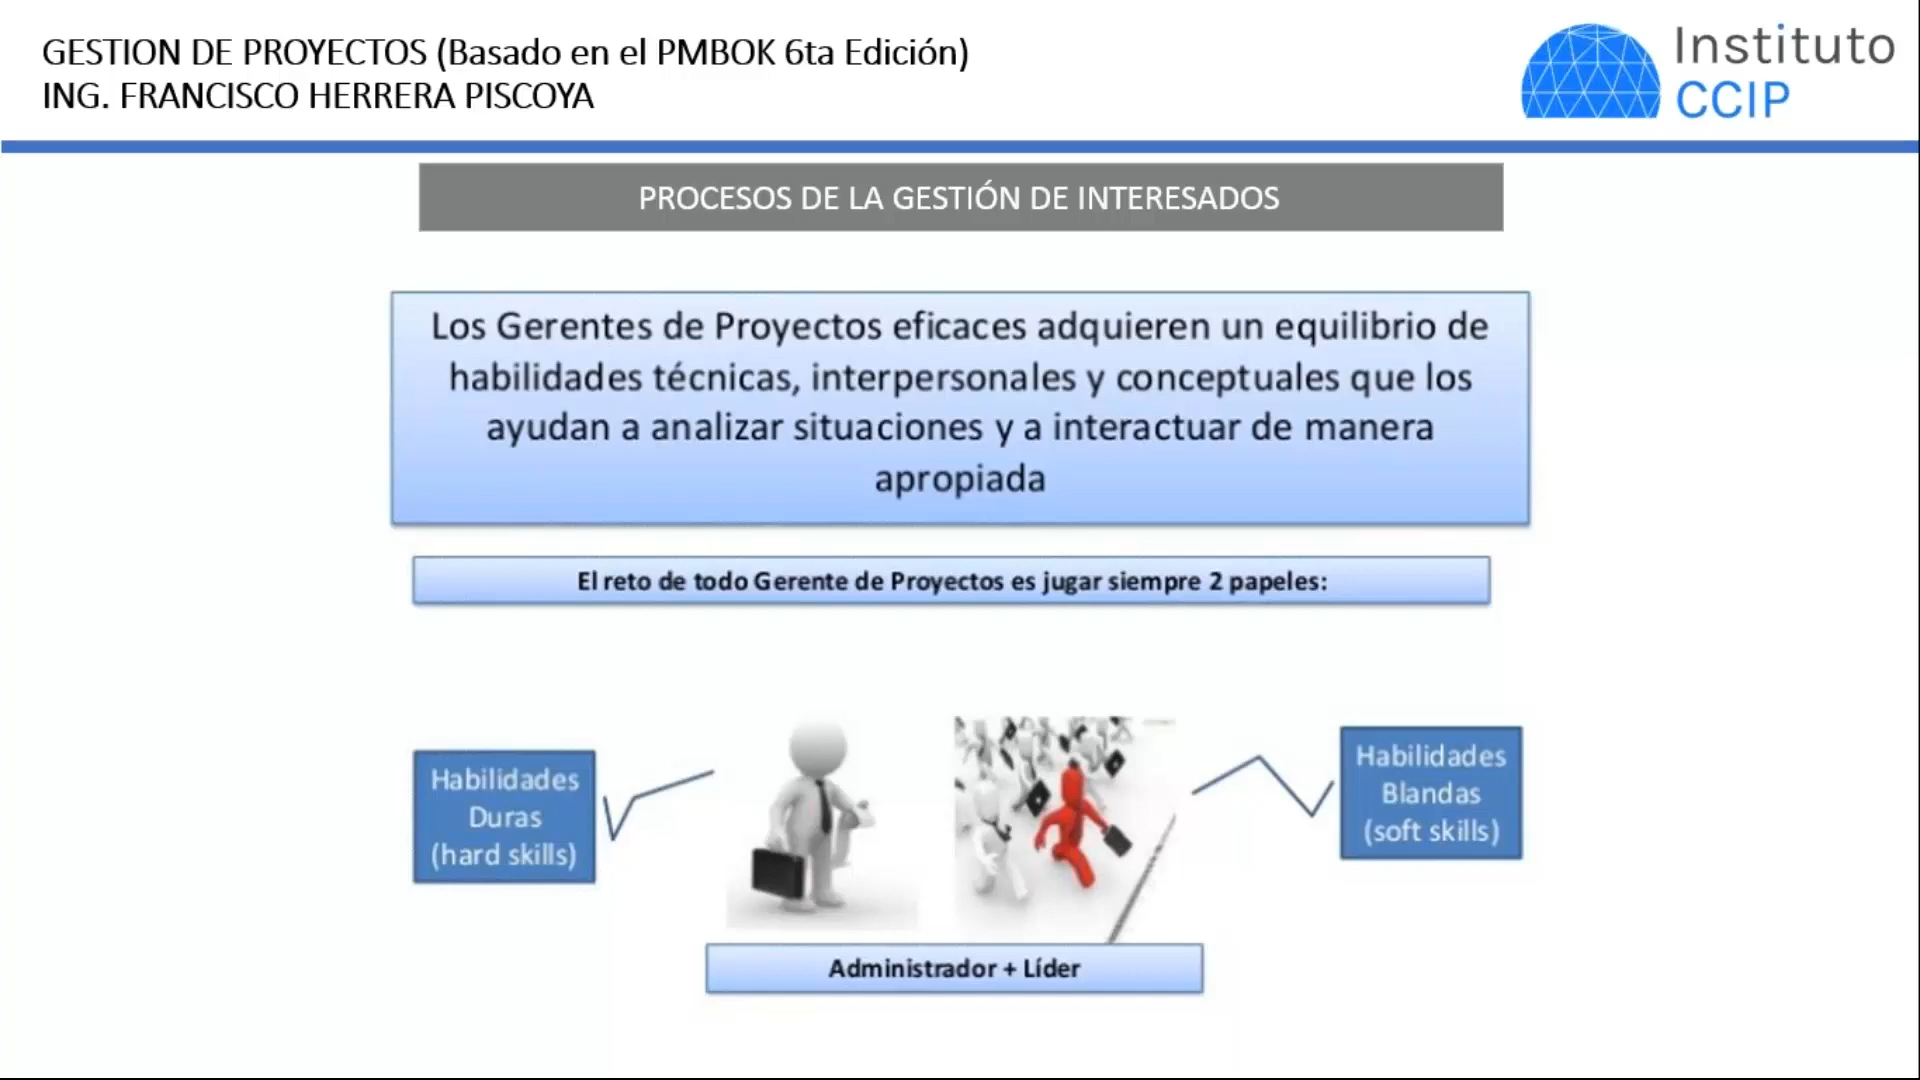 GESTION DE PROYECTOS (Basado en el PMBOK 6ta Edición)
ING. FRANCISCO HERRERA PISCOYA
Instituto
CCIP
PROCESOS DE LA GESTIÓN DE INTERESADOS
Los Gerentes de Proyectos eficaces adquieren un equilibrio de
habilidades técnicas, interpersonales y conceptuales que los
ayudan a analizar situaciones y a interactuar de manera
apropiada
El reto de todo Gerente de Proyectos es jugar siempre 2 papeles:
Habilidades
Duras
(hard skills)
Habilidades
Blandas
(soft skills)
Administrador + Líder